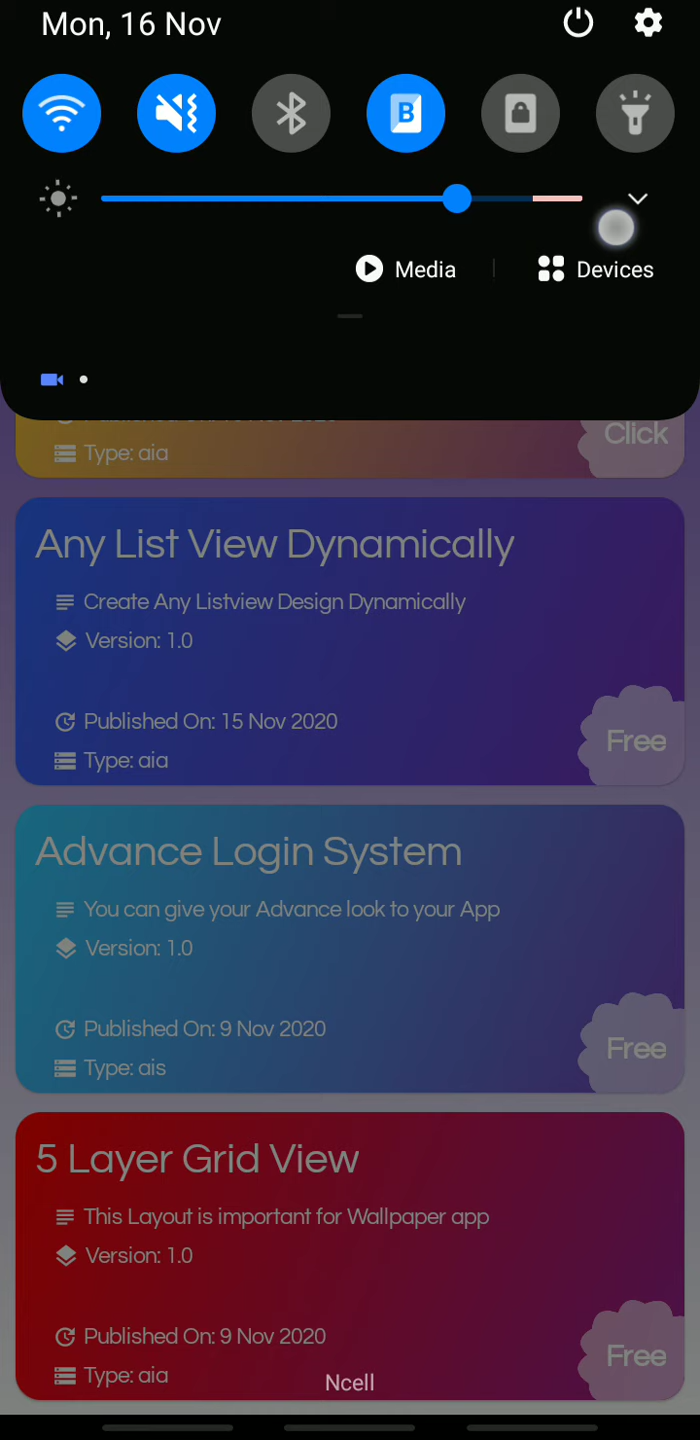 Mon, 16 Nov
B
Media
Devices
Click
Type: aia
Any List View Dynamically
Create Any Listview Design Dynamically
Version: 1.0
Published On: 15 Nov 2020
Free
Type: aia
Advance Login System
You can give your Advance look to your App
Version: 1.0
Published On: 9 Nov 2020
Free
Type: ais
5 Layer Grid View
This Layout is important for Wallpaper app
Version: 1.0
Published On: 9 Nov 2020
Free
Type: aia
Ncell